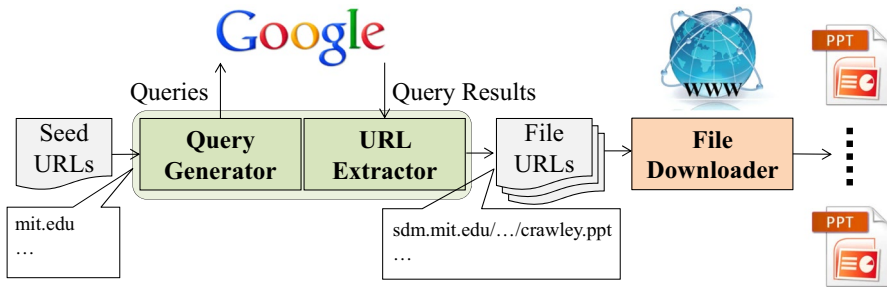 Google
WWW
PPT
Queries
Query Results
Seed
URLs
Query
Generator
URL
Extractor
File
URLs
File
Downloader
mit.edu
…
sdm.mit.edu/…/crawley.ppt
…
PPT